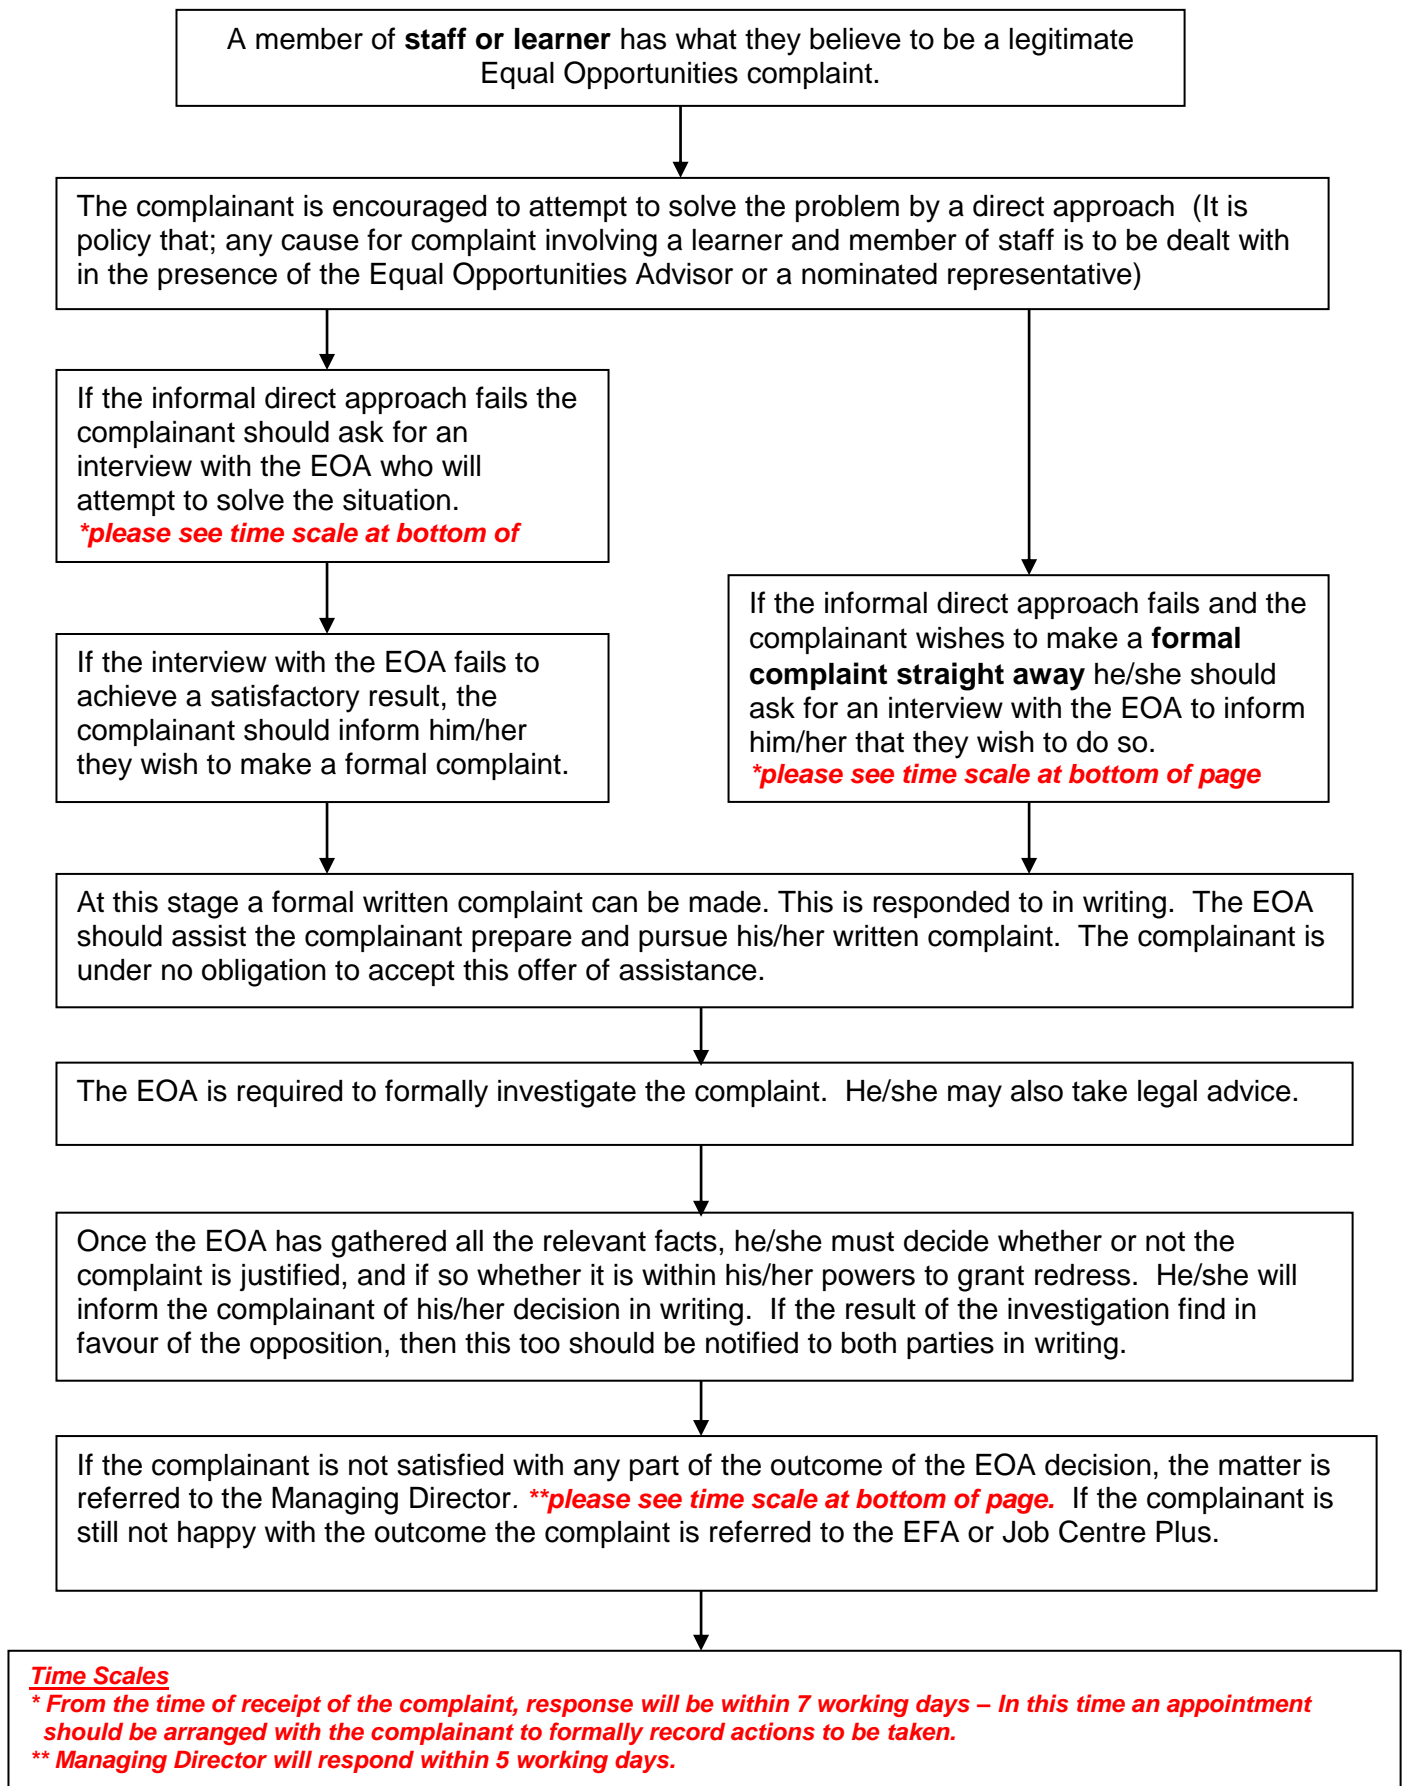 A member of staff or learner has what they believe to be a legitimate
Equal Opportunities complaint.
The complainant is encouraged to attempt to solve the problem by a direct approach  (It is
policy that; any cause for complaint involving a learner and member of staff is to be dealt with
in the presence of the Equal Opportunities Advisor or a nominated representative)
If the informal direct approach fails the
complainant should ask for an
interview with the EOA who will
attempt to solve the situation.
*please see time scale at bottom of
If the interview with the EOA fails to
achieve a satisfactory result, the
complainant should inform him/her
they wish to make a formal complaint.
If the informal direct approach fails and the
complainant wishes to make a formal
complaint straight away he/she should
ask for an interview with the EOA to inform
him/her that they wish to do so.
*please see time scale at bottom of page
At this stage a formal written complaint can be made. This is responded to in writing.  The EOA
should assist the complainant prepare and pursue his/her written complaint.  The complainant is
under no obligation to accept this offer of assistance.
The EOA is required to formally investigate the complaint.  He/she may also take legal advice.
Once the EOA has gathered all the relevant facts, he/she must decide whether or not the
complaint is justified, and if so whether it is within his/her powers to grant redress.  He/she will
inform the complainant of his/her decision in writing.  If the result of the investigation find in
favour of the opposition, then this too should be notified to both parties in writing.
If the complainant is not satisfied with any part of the outcome of the EOA decision, the matter is
referred to the Managing Director. **please see time scale at bottom of page.  If the complainant is
still not happy with the outcome the complaint is referred to the EFA or Job Centre Plus.
Time Scales
* From the time of receipt of the complaint, response will be within 7 working days – In this time an appointment
should be arranged with the complainant to formally record actions to be taken.
** Managing Director will respond within 5 working days.